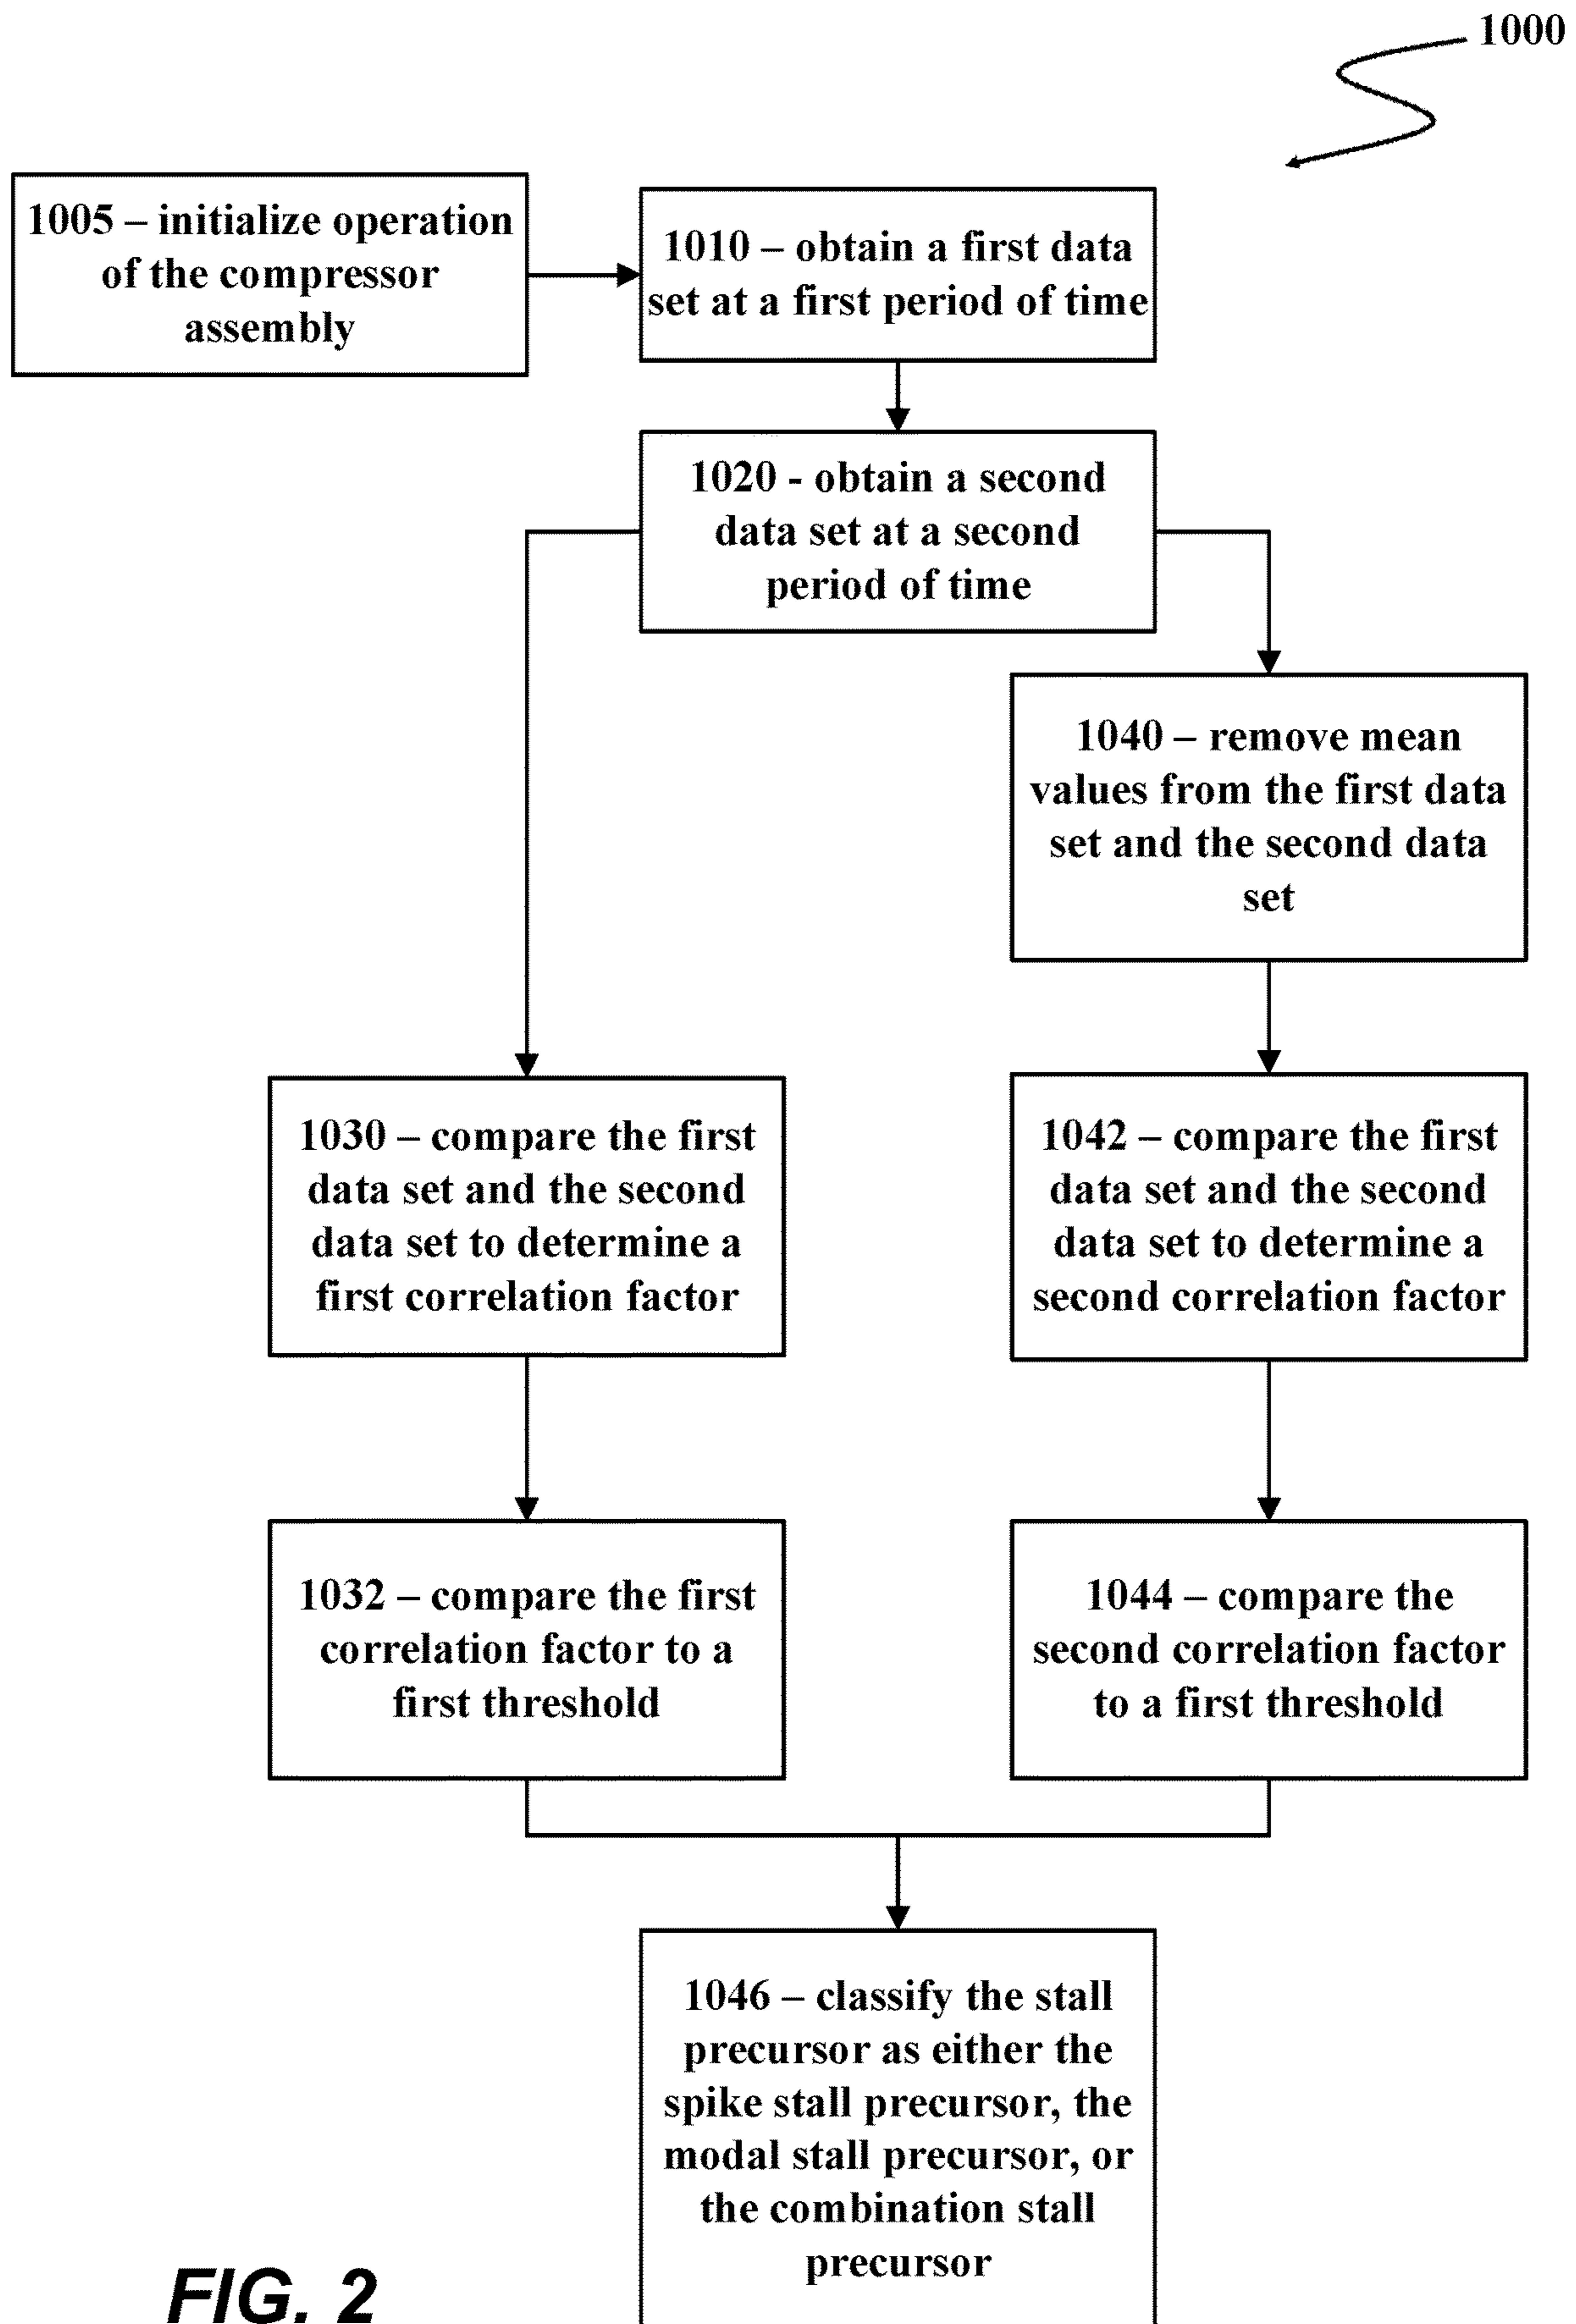 1000
1005 – initialize operation
of the compressor
assembly
1010 – obtain a first data
set at a first period of time
1020 - obtain a second
data set at a second
period of time
1040 – remove mean
values from the first data
set and the second data
set
1030 – compare the first
data set and the second
data set to determine a
first correlation factor
1042 – compare the first
data set and the second
data set to determine a
second correlation factor
1032 – compare the first
correlation factor to a
first threshold
1044 – compare the
second correlation factor
to a first threshold
1046 – classify the stall
precursor as either the
spike stall precursor, the
modal stall precursor, or
the combination stall
precursor
FIG. 2